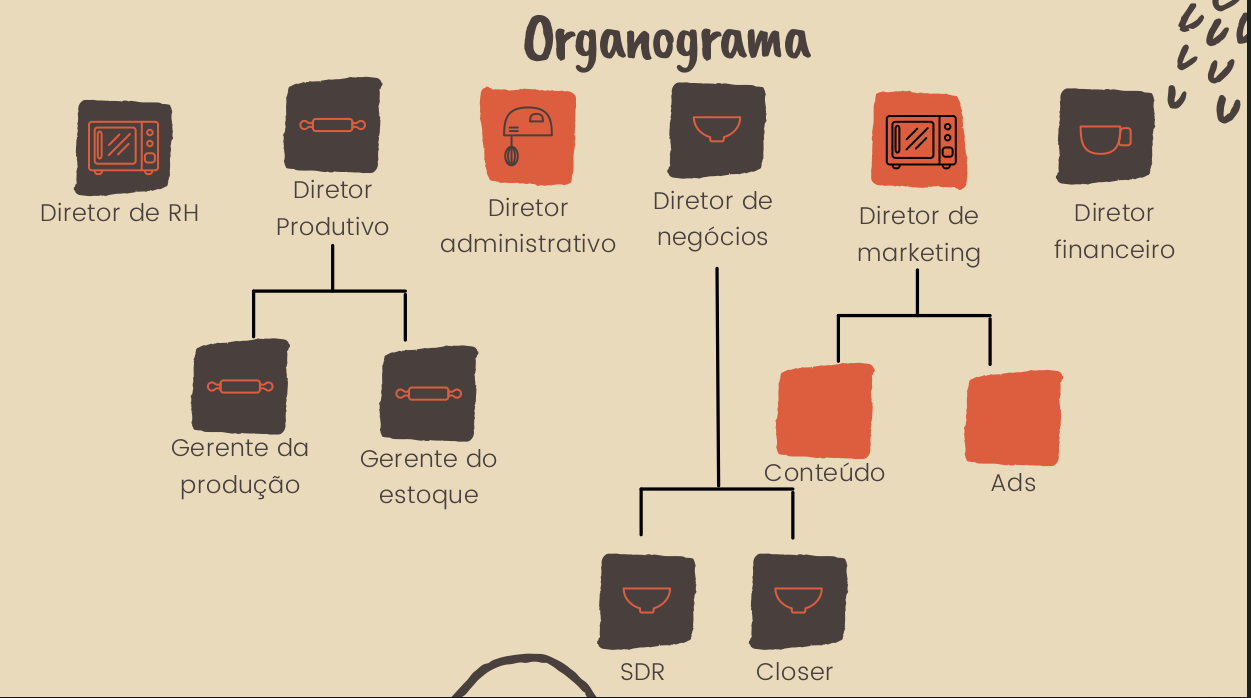 Organograma
Diretor de RH
Diretor
Produtivo
Diretor
administrativo
Diretor de
negócios
Diretor de
marketing
Diretor
financeiro
Gerente da
produção
Gerente do
estoque
Conteúdo
Ads
SDR
Closer